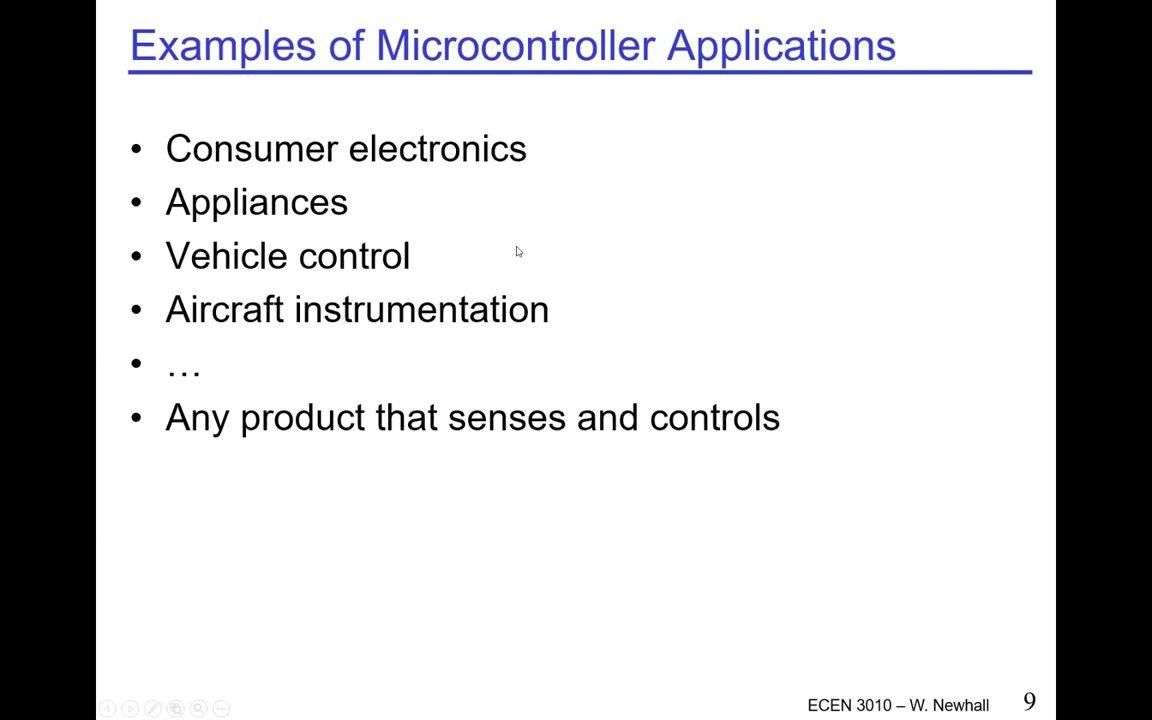 Examples of Microcontroller Applications
• Consumer electronics
• Appliances
• Vehicle control
• Aircraft instrumentation
• …
• Any product that senses and controls
ECEN 3010 – W. Newhall 9